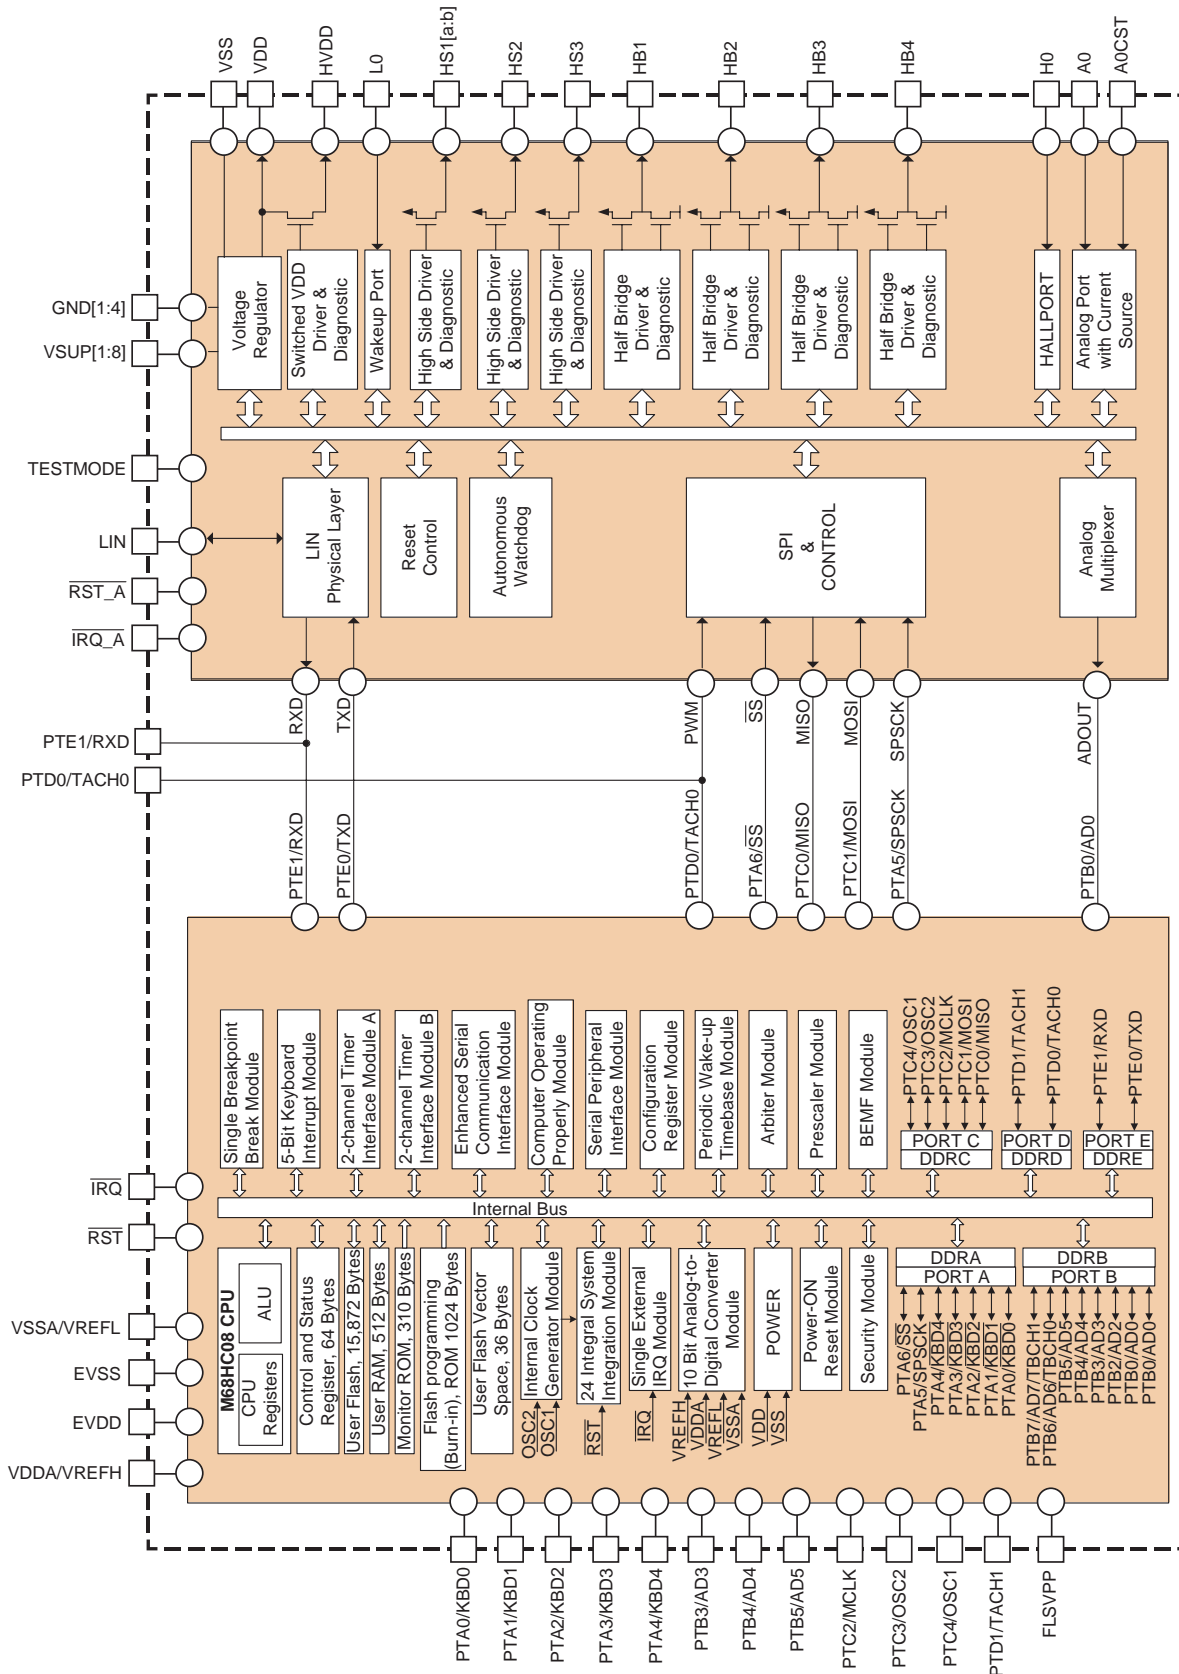 VSS
VDD
HVDD
L0
HS1[a:b]
HS2
HS3
HB1
HB2
HB3
HB4
H0
A0
A0CST
GND[1:4]
VSUP[1:8]
TESTMODE
LIN
RST_A
IRQ_A
Voltage
Regulator
Switched VDD
Driver &
Diagnostic
Wakeup Port
High Side Driver
& Diagnostic
High Side Driver
& Diagnostic
High Side Driver
& Diagnostic
Half Bridge
Driver &
Diagnostic
Half Bridge
Driver &
Diagnostic
Half Bridge
Driver &
Diagnostic
Half Bridge
Driver &
Diagnostic
HALLPORT
Analog Port
with Current
Source
LIN
Physical Layer
Reset
Control
Autonomous
Watchdog
SPI
&
CONTROL
Analog
Multiplexer
RXD
TXD
PWM
SS
MISO
MOSI
SPSCK
ADOUT
PTE1/RXD
PTD0/TACH0
PTE1/RXD
PTE0/TXD
PTD0/TACH0
PTA6/SS
PTC0/MISO
PTC1/MOSI
PTA5/SPSCK
PTB0/AD0
Single Breakpoint
Break Module
5-Bit Keyboard
Interrupt Module
2-channel Timer
Interface Module A
2-channel Timer
Interface Module B
Enhanced Serial
Communication
Interface Module
Computer Operating
Properly Module
Serial Peripheral
Interface Module
Configuration
Register Module
Periodic Wake-up
Timebase Module
Arbiter Module
Prescaler Module
BEMF Module
PTC4/OSC1
PTC3/OSC2
PTC2/MCLK
PTC1/MOSI
PTC0/MISO
PORT C
DDRC
PTD1/TACH1
PTD0/TACH0
PORT D
DDRD
PTE1/RXD
PTE0/TXD
PORT E
DDRE
Internal Bus
IRQ
RST
VSSA/VREFL
EVSS
EVDD
VDDA/VREFH
M68HC08 CPU
CPU
Registers
ALU
Control and Status
Register, 64 Bytes
User Flash, 15,872 Bytes
User RAM, 512 Bytes
Monitor ROM, 310 Bytes
Flash programming
(Burn-in), ROM 1024 Bytes
User Flash Vector
Space, 36 Bytes
Internal Clock
Generator Module
OSC2
OSC1
24 Integral System
Integration Module
RST
Single External
IRQ Module
IRQ
10 Bit Analog-to-
Digital Converter
Module
VREFH
VDDA
VREFL
VSSA
POWER
VDD
VSS
Power-ON
Reset Module
Security Module
DDRA
PORT A
PTA6/SS
PTA5/SPSCK
PTA4/KBD4
PTA3/KBD3
PTA2/KBD2
PTA1/KBD1
PTA0/KBD0
DDRB
PORT B
PTB7/AD7/TBCH1
PTB6/AD6/TBCH0
PTB5/AD5
PTB4/AD4
PTB3/AD3
PTB2/AD2
PTB0/AD0
PTB0/AD0
PTA0/KBD0
PTA1/KBD1
PTA2/KBD2
PTA3/KBD3
PTA4/KBD4
PTB3/AD3
PTB4/AD4
PTB5/AD5
PTC2/MCLK
PTC3/OSC2
PTC4/OSC1
PTD1/TACH1
FLSVPP